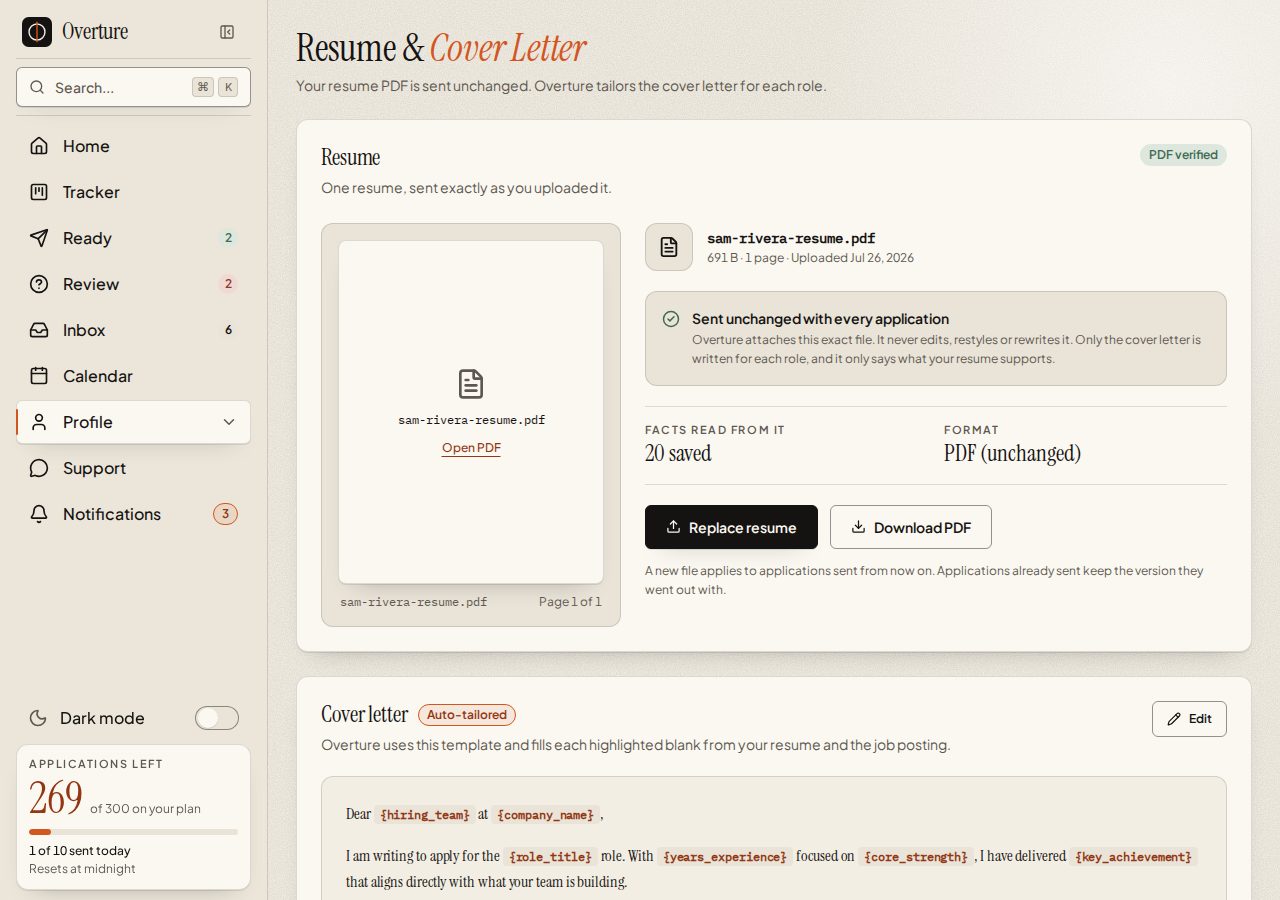 Overture
Search...
⌘ K
Home
Tracker
Ready 2
Review 2
Inbox 6
Calendar
Profile
Support
Notifications 3
Dark mode
APPLICATIONS LEFT
269 of 300 on your plan
1 of 10 sent today
Resets at midnight
Resume & Cover Letter
Your resume PDF is sent unchanged. Overture tailors the cover letter for each role.
Resume
PDF verified
One resume, sent exactly as you uploaded it.
sam-rivera-resume.pdf
Open PDF
sam-rivera-resume.pdf Page 1 of 1
sam-rivera-resume.pdf
691 B · 1 page · Uploaded Jul 26, 2026
Sent unchanged with every application
Overture attaches this exact file. It never edits, restyles or rewrites it. Only the cover letter is
written for each role, and it only says what your resume supports.
FACTS READ FROM IT
20 saved
FORMAT
PDF (unchanged)
Replace resume
Download PDF
A new file applies to applications sent from now on. Applications already sent keep the version they
went out with.
Cover letter Auto-tailored
Edit
Overture uses this template and fills each highlighted blank from your resume and the job posting.
Dear {hiring_team} at {company_name} ,
I am writing to apply for the {role_title} role. With {years_experience} focused on {core_strength} , I have delivered {key_achievement}
that aligns directly with what your team is building.